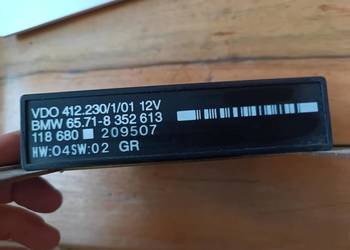 VDO 412.230/1/01 12V
BMW 65.71-8 352 613
118 680 209507
HW:04SW:02 GR